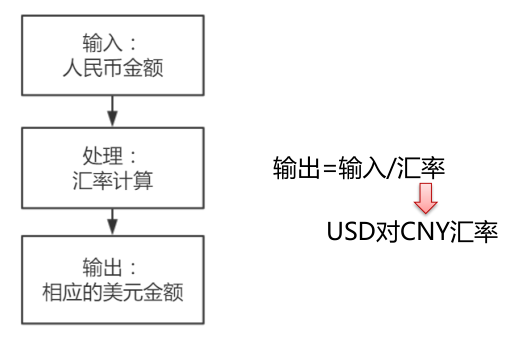 输入：
人民币金额
处理：
汇率计算
输出：
相应的美元金额
输出=输入/汇率
USD对CNY汇率